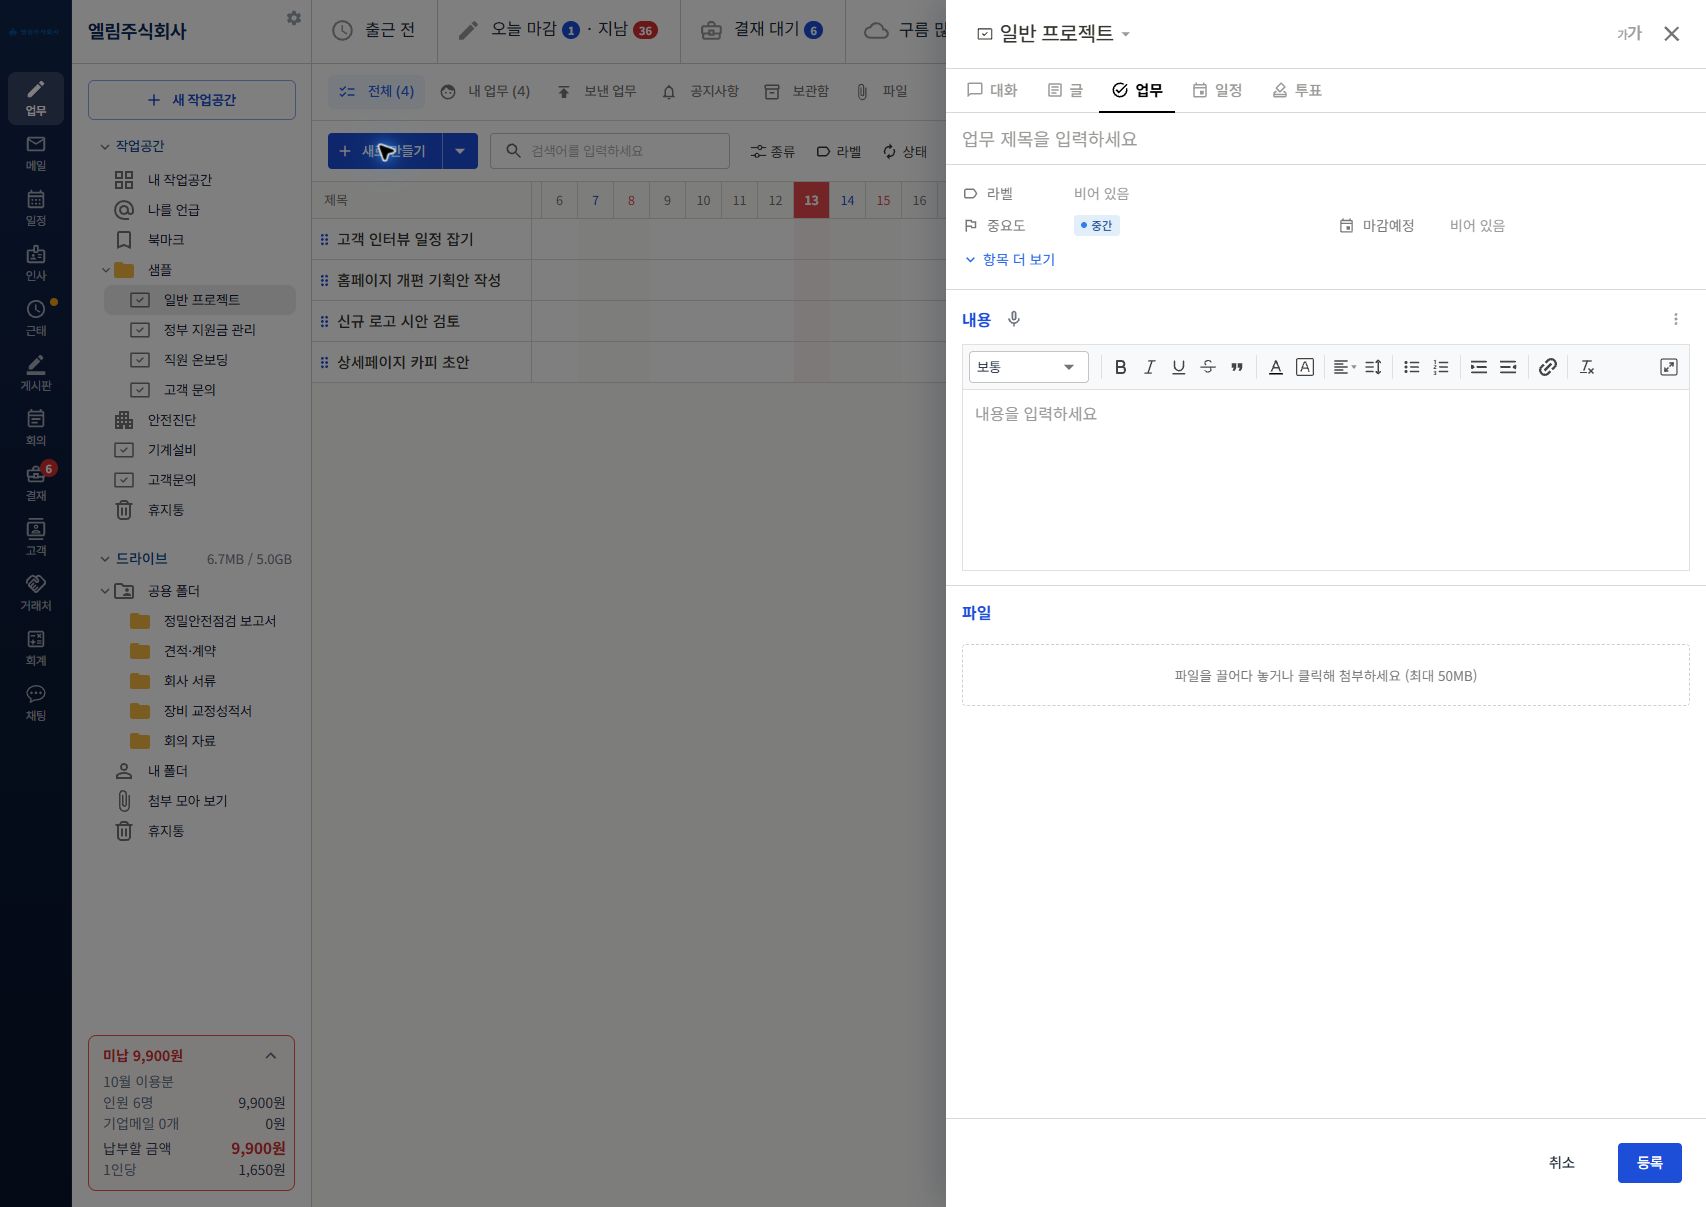 엘림주식회사
업무
메일
일정
인사
근태
게시판
회의
결재
6
고객
거래처
회계
채팅
새 작업공간
작업공간
내 작업공간
나를 언급
북마크
샘플
일반 프로젝트
정부 지원금 관리
직원 온보딩
고객 문의
안전진단
기계설비
고객문의
휴지통
드라이브 6.7MB / 5.0GB
공용 폴더
정밀안전점검 보고서
견적·계약
회사 서류
장비 교정성적서
회의 자료
내 폴더
첨부 모아 보기
휴지통
미납 9,900원
10월 이용분
인원 6명 9,900원
기업메일 0개 0원
납부할 금액 9,900원
1인당 1,650원
출근 전
오늘 마감 1 · 지남 36
결재 대기 6
구름
전체 (4)
내 업무 (4)
보낸 업무
공지사항
보관함
파일
검색어를 입력하세요
종류
라벨
상태
제목 6 7 8 9 10 11 12 13 14 15 16
고객 인터뷰 일정 잡기
홈페이지 개편 기획안 작성
신규 로고 시안 검토
상세페이지 카피 초안
일반 프로젝트
가가
대화
글
업무
일정
투표
업무 제목을 입력하세요
라벨 비어 있음
중요도 중간 마감예정 비어 있음
항목 더 보기
내용
보통
내용을 입력하세요
파일
파일을 끌어다 놓거나 클릭해 첨부하세요 (최대 50MB)
취소
등록